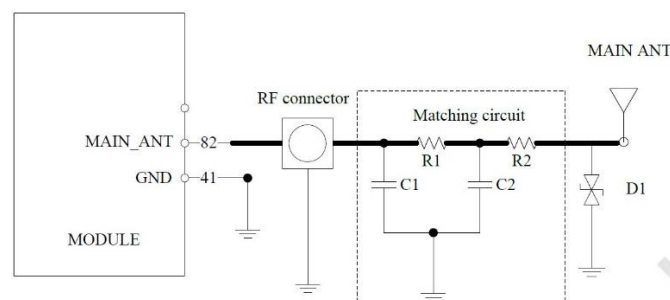 MAIN ANT
RF connector
Matching circuit
MAIN_ANT
82
R1
R2
GND
41
C1
C2
D1
MODULE